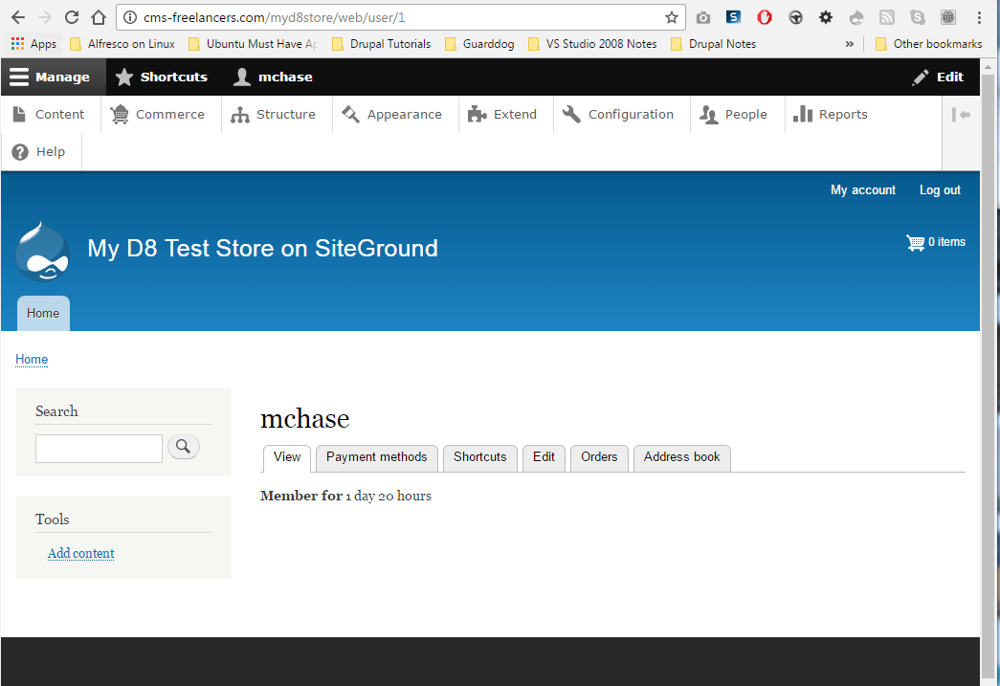 cms-freelancers.com/myd8store/web/user/1
Apps Alfresco on Linux Ubuntu Must Have Ap Drupal Tutorials Guarddog VS Studio 2008 Notes Drupal Notes » Other bookmarks
Manage Shortcuts mchase Edit
Content Commerce Structure Appearance Extend Configuration People Reports
Help
My account Log out
My D8 Test Store on SiteGround
0 items
Home
Home
Search
mchase
View Payment methods Shortcuts Edit Orders Address book
Member for 1 day 20 hours
Tools
Add content